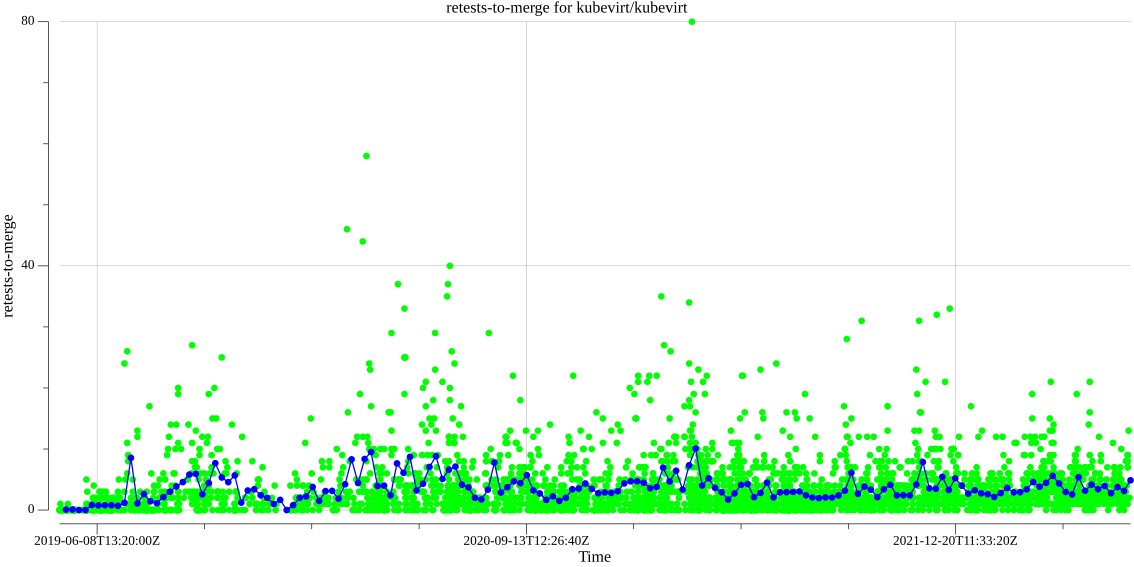 retests-to-merge for kubevirt/kubevirt
80
40
0
retests-to-merge
2019-06-08T13:20:00Z
2020-09-13T12:26:40Z
2021-12-20T11:33:20Z
Time